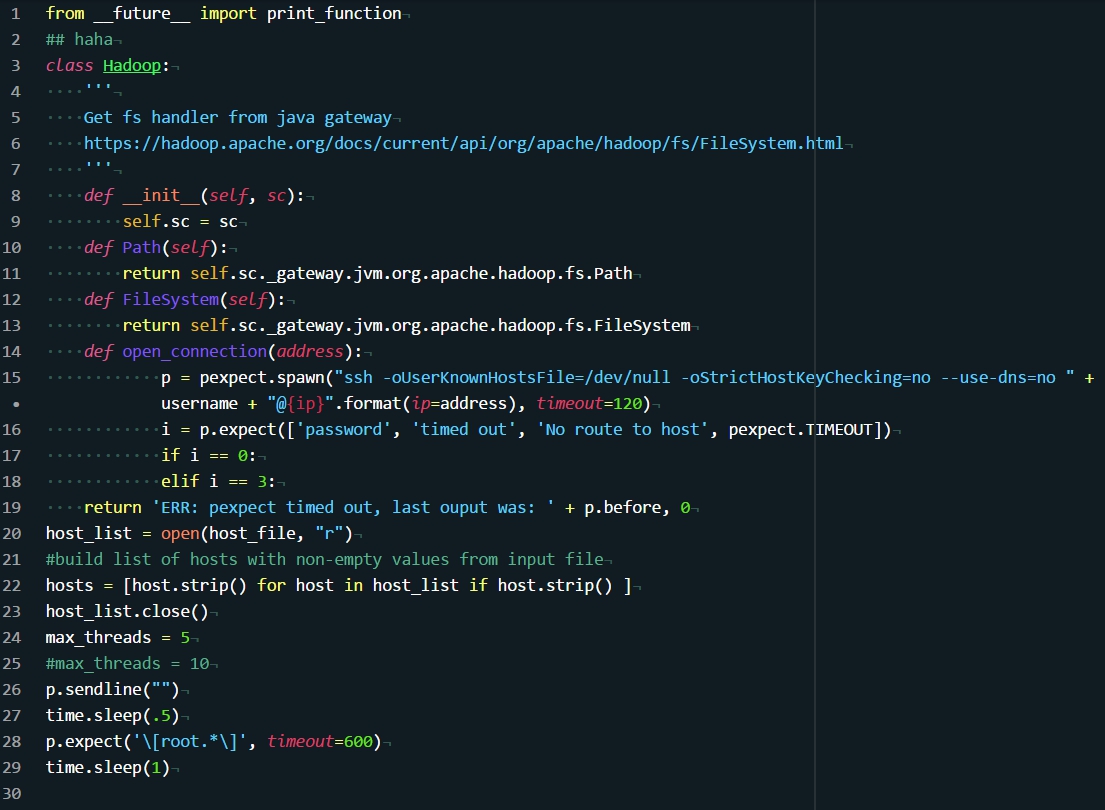 1 from __future__ import print_function
2 ## haha
3 class Hadoop:
4     '''
5     Get fs handler from java gateway
6     https://hadoop.apache.org/docs/current/api/org/apache/hadoop/fs/FileSystem.html
7     '''
8     def __init__(self, sc):
9         self.sc = sc
10     def Path(self):
11         return self.sc._gateway.jvm.org.apache.hadoop.fs.Path
12     def FileSystem(self):
13         return self.sc._gateway.jvm.org.apache.hadoop.fs.FileSystem
14     def open_connection(address):
15             p = pexpect.spawn("ssh -oUserKnownHostsFile=/dev/null -oStrictHostKeyChecking=no --use-dns=no " +
•             username + "@{ip}".format(ip=address), timeout=120)
16             i = p.expect(['password', 'timed out', 'No route to host', pexpect.TIMEOUT])
17             if i == 0:
18             elif i == 3:
19     return 'ERR: pexpect timed out, last ouput was: ' + p.before, 0
20 host_list = open(host_file, "r")
21 #build list of hosts with non-empty values from input file
22 hosts = [host.strip() for host in host_list if host.strip() ]
23 host_list.close()
24 max_threads = 5
25 #max_threads = 10
26 p.sendline("")
27 time.sleep(.5)
28 p.expect('\[root.*\]', timeout=600)
29 time.sleep(1)
30